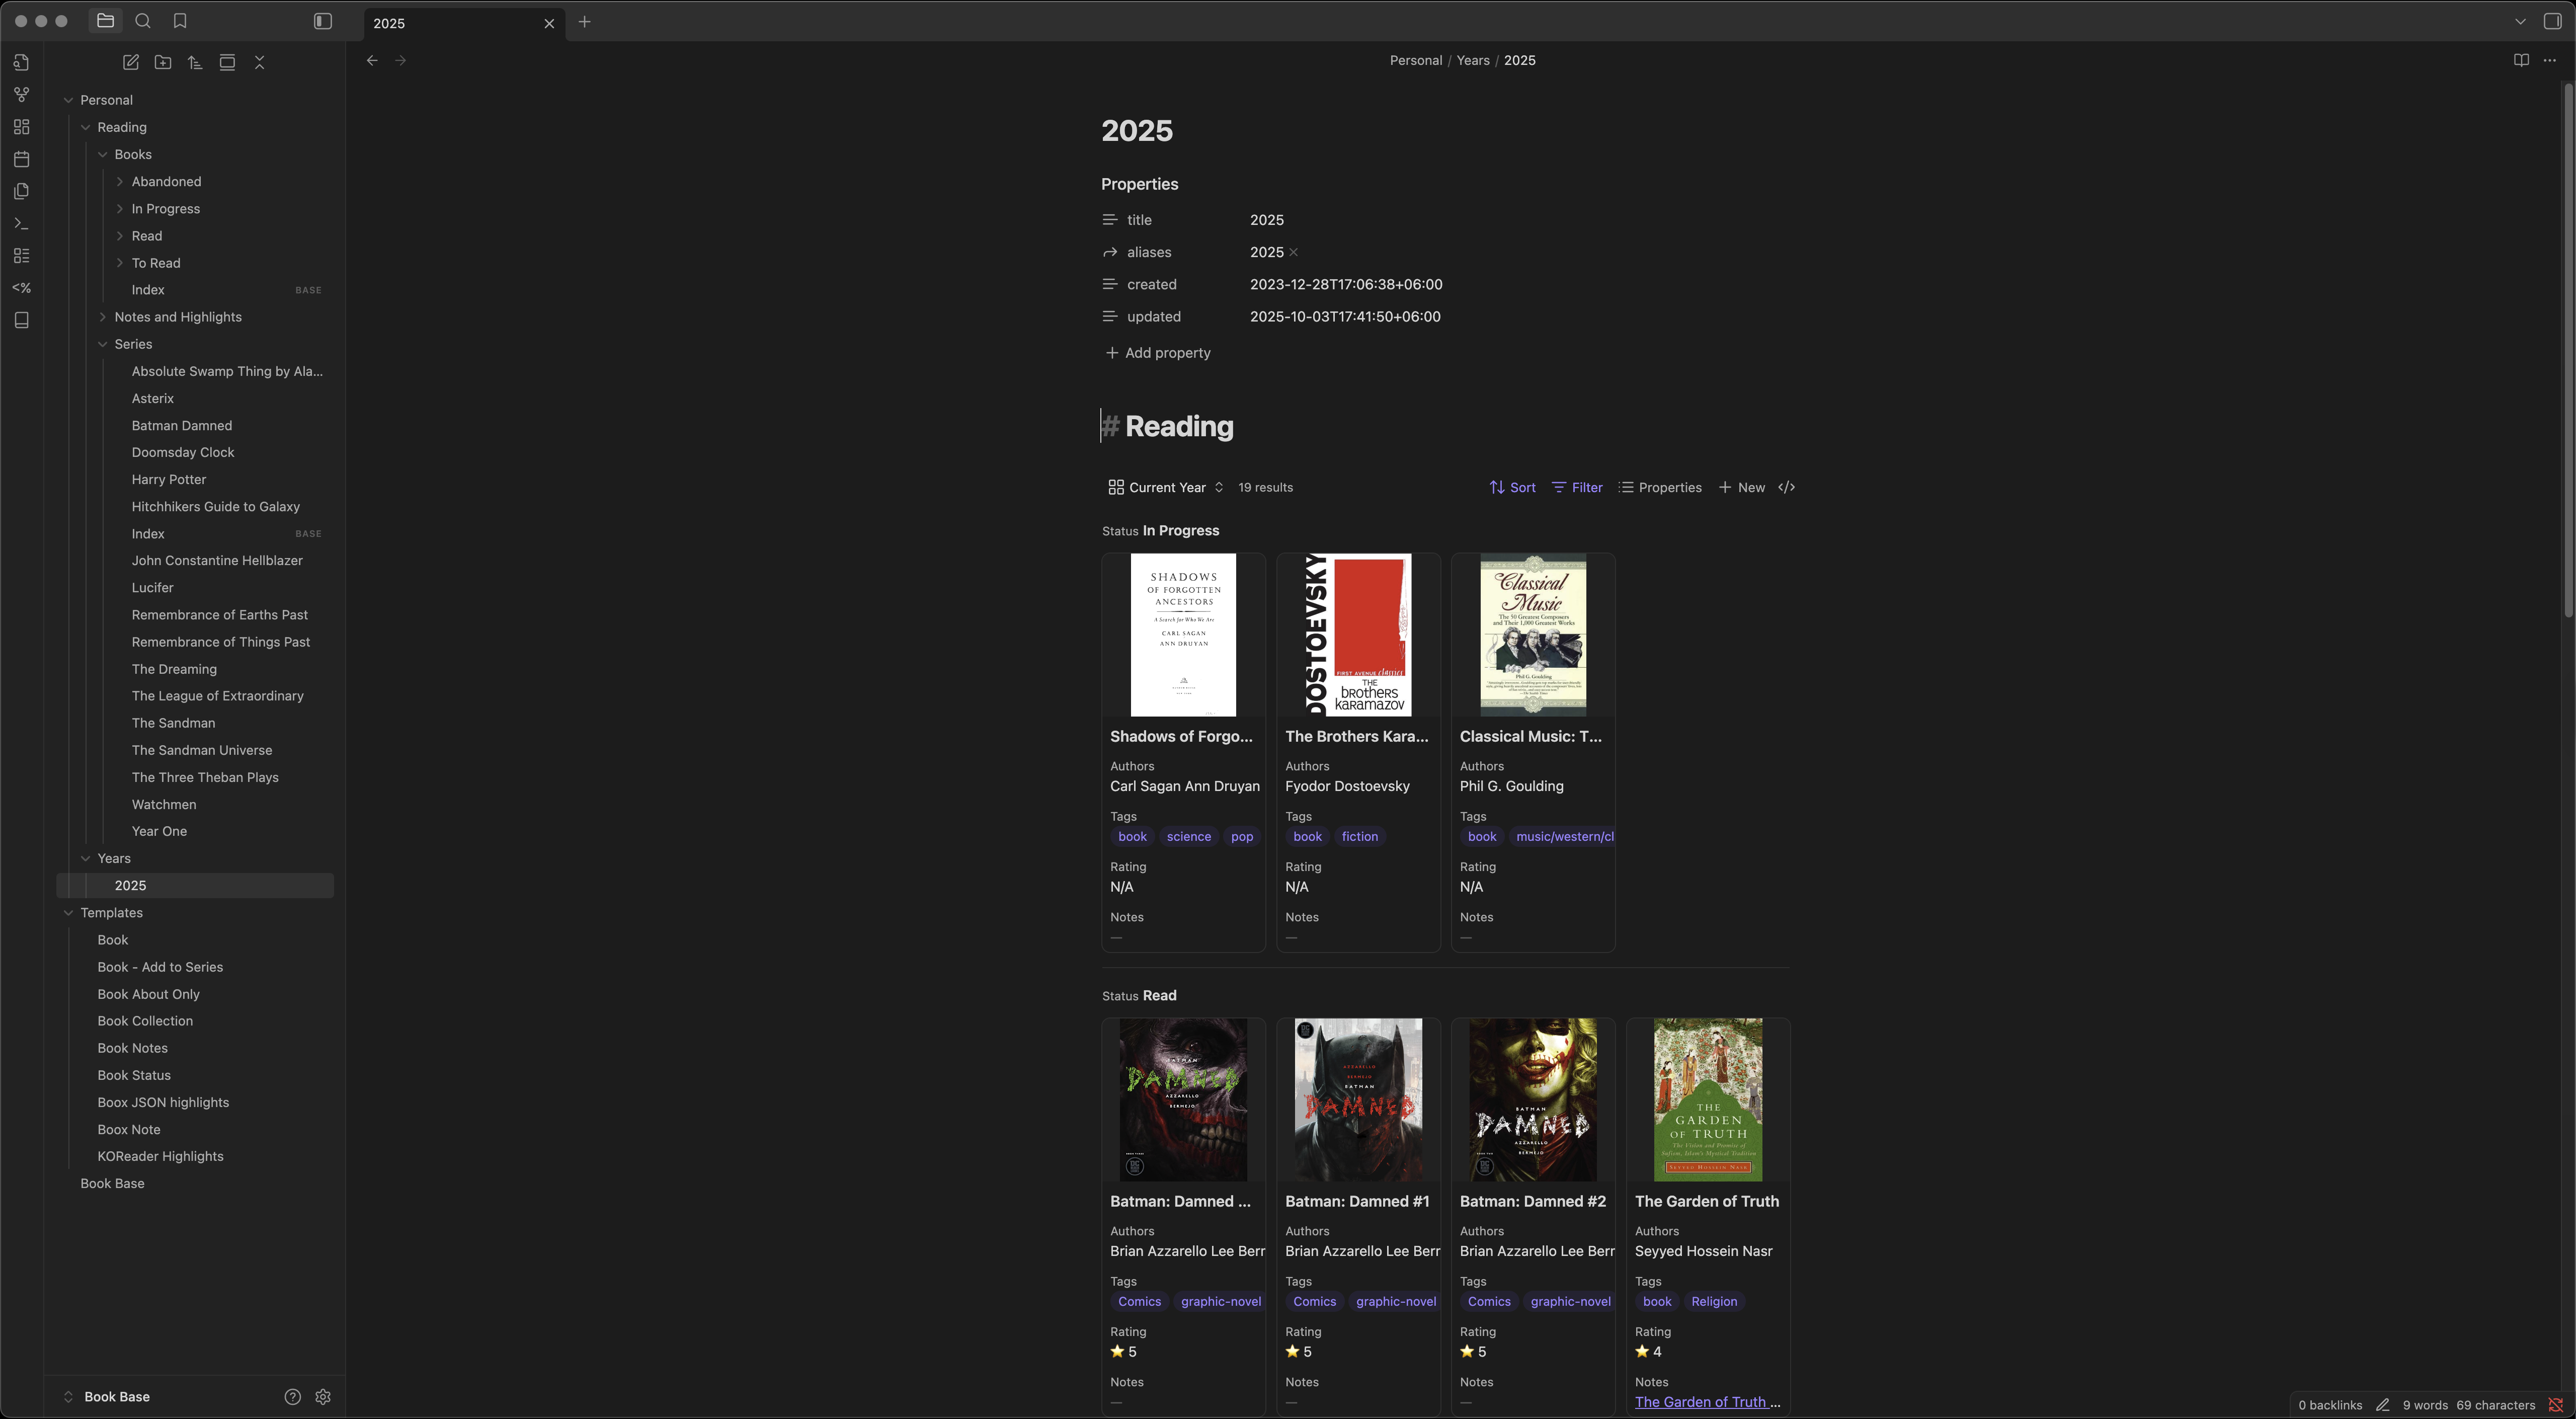 2025
Personal / Years / 2025
Personal
Reading
Books
Abandoned
In Progress
Read
To Read
Index BASE
Notes and Highlights
Series
Absolute Swamp Thing by Ala...
Asterix
Batman Damned
Doomsday Clock
Harry Potter
Hitchhikers Guide to Galaxy
Index BASE
John Constantine Hellblazer
Lucifer
Remembrance of Earths Past
Remembrance of Things Past
The Dreaming
The League of Extraordinary
The Sandman
The Sandman Universe
The Three Theban Plays
Watchmen
Year One
Years
2025
Templates
Book
Book - Add to Series
Book About Only
Book Collection
Book Notes
Book Status
Boox JSON highlights
Boox Note
KOReader Highlights
Book Base
Book Base
2025
Properties
title 2025
aliases 2025
created 2023-12-28T17:06:38+06:00
updated 2025-10-03T17:41:50+06:00
Add property
# Reading
Current Year 19 results Sort Filter Properties New </>
Status In Progress
SHADOWS
OF FORGOTTEN
ANCESTORS
A Search for Who We Are
CARL SAGAN
ANN DRUYAN
Shadows of Forgo...
Authors
Carl Sagan Ann Druyan
Tags
book science pop
Rating
N/A
Notes
—
DOSTOEVSKY
FIRST AVENUE classics
THE
brothers
karamazov
The Brothers Kara...
Authors
Fyodor Dostoevsky
Tags
book fiction
Rating
N/A
Notes
—
Classical
Music
The 50 Greatest Composers
and Their 1,000 Greatest Works
Phil G. Goulding
Classical Music: T...
Authors
Phil G. Goulding
Tags
book music/western/cl
Rating
N/A
Notes
—
Status Read
BATMAN
DAMNED
AZZARELLO
BERMEJO
Batman: Damned ...
Authors
Brian Azzarello Lee Berr
Tags
Comics graphic-novel
Rating
⭐ 5
Notes
—
AZZARELLO
BERMEJO
BATMAN
DAMNED
Batman: Damned #1
Authors
Brian Azzarello Lee Berr
Tags
Comics graphic-novel
Rating
⭐ 5
Notes
—
BATMAN
DAMNED
AZZARELLO
BERMEJO
Batman: Damned #2
Authors
Brian Azzarello Lee Berr
Tags
Comics graphic-novel
Rating
⭐ 5
Notes
—
THE
GARDEN
OF TRUTH
The Vision and Promise of
Sufism, Islam's Mystical Tradition
SEYYED HOSSEIN NASR
The Garden of Truth
Authors
Seyyed Hossein Nasr
Tags
book Religion
Rating
⭐ 4
Notes
The Garden of Truth ...
0 backlinks 9 words 69 characters